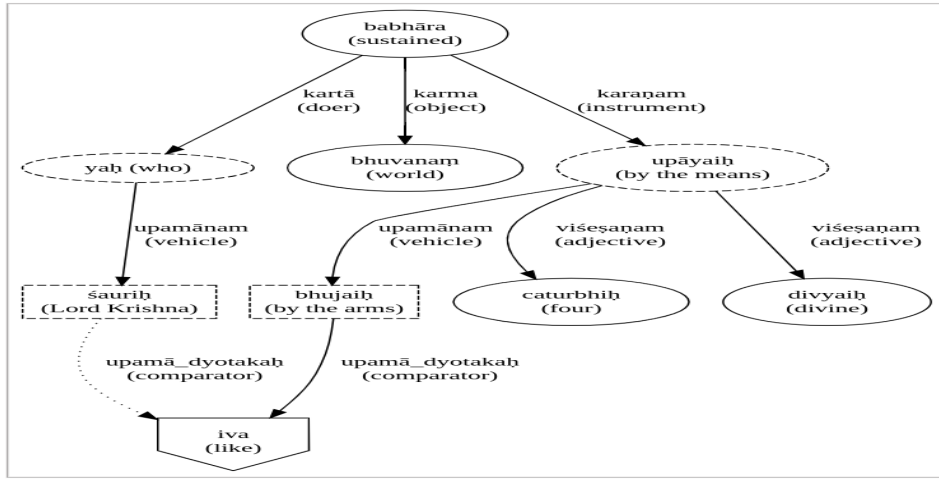 babhāra
(sustained)
kartā
(doer)
karma
(object)
karaṇam
(instrument)
yaḥ (who)
bhuvanaṃ
(world)
upāyaiḥ
(by the means)
upamānam
(vehicle)
upamānam
(vehicle)
viśeṣaṇam
(adjective)
viśeṣaṇam
(adjective)
śauriḥ
(Lord Krishna)
bhujaiḥ
(by the arms)
caturbhiḥ
(four)
divyaiḥ
(divine)
upamā_dyotakaḥ
(comparator)
upamā_dyotakaḥ
(comparator)
iva
(like)